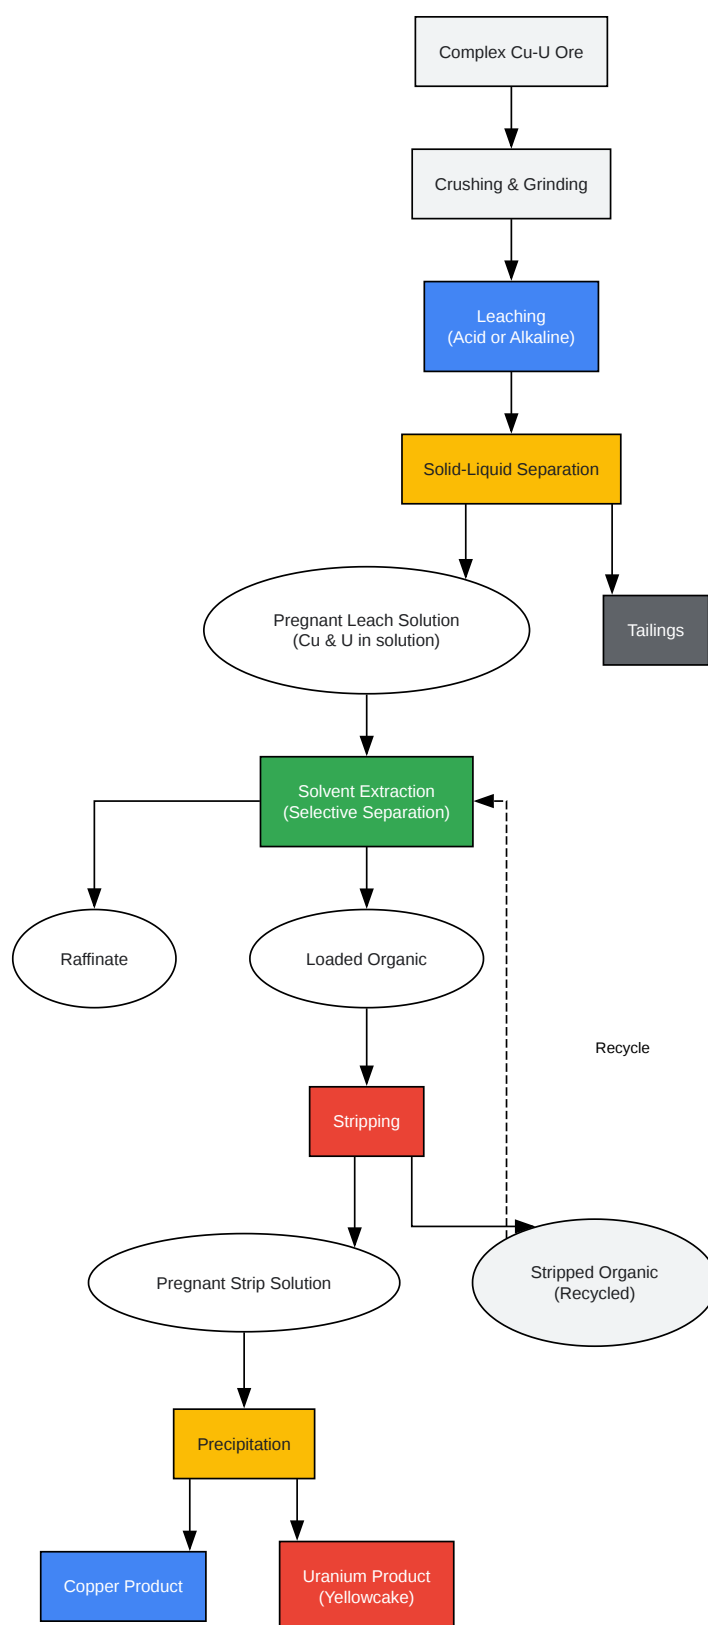 Complex Cu-U Ore
Crushing & Grinding
Leaching
(Acid or Alkaline)
Solid-Liquid Separation
Pregnant Leach Solution
(Cu & U in solution)
Tailings
Solvent Extraction
(Selective Separation)
Raffinate
Loaded Organic
Recycle
Stripping
Pregnant Strip Solution
Stripped Organic
(Recycled)
Precipitation
Copper Product
Uranium Product
(Yellowcake)